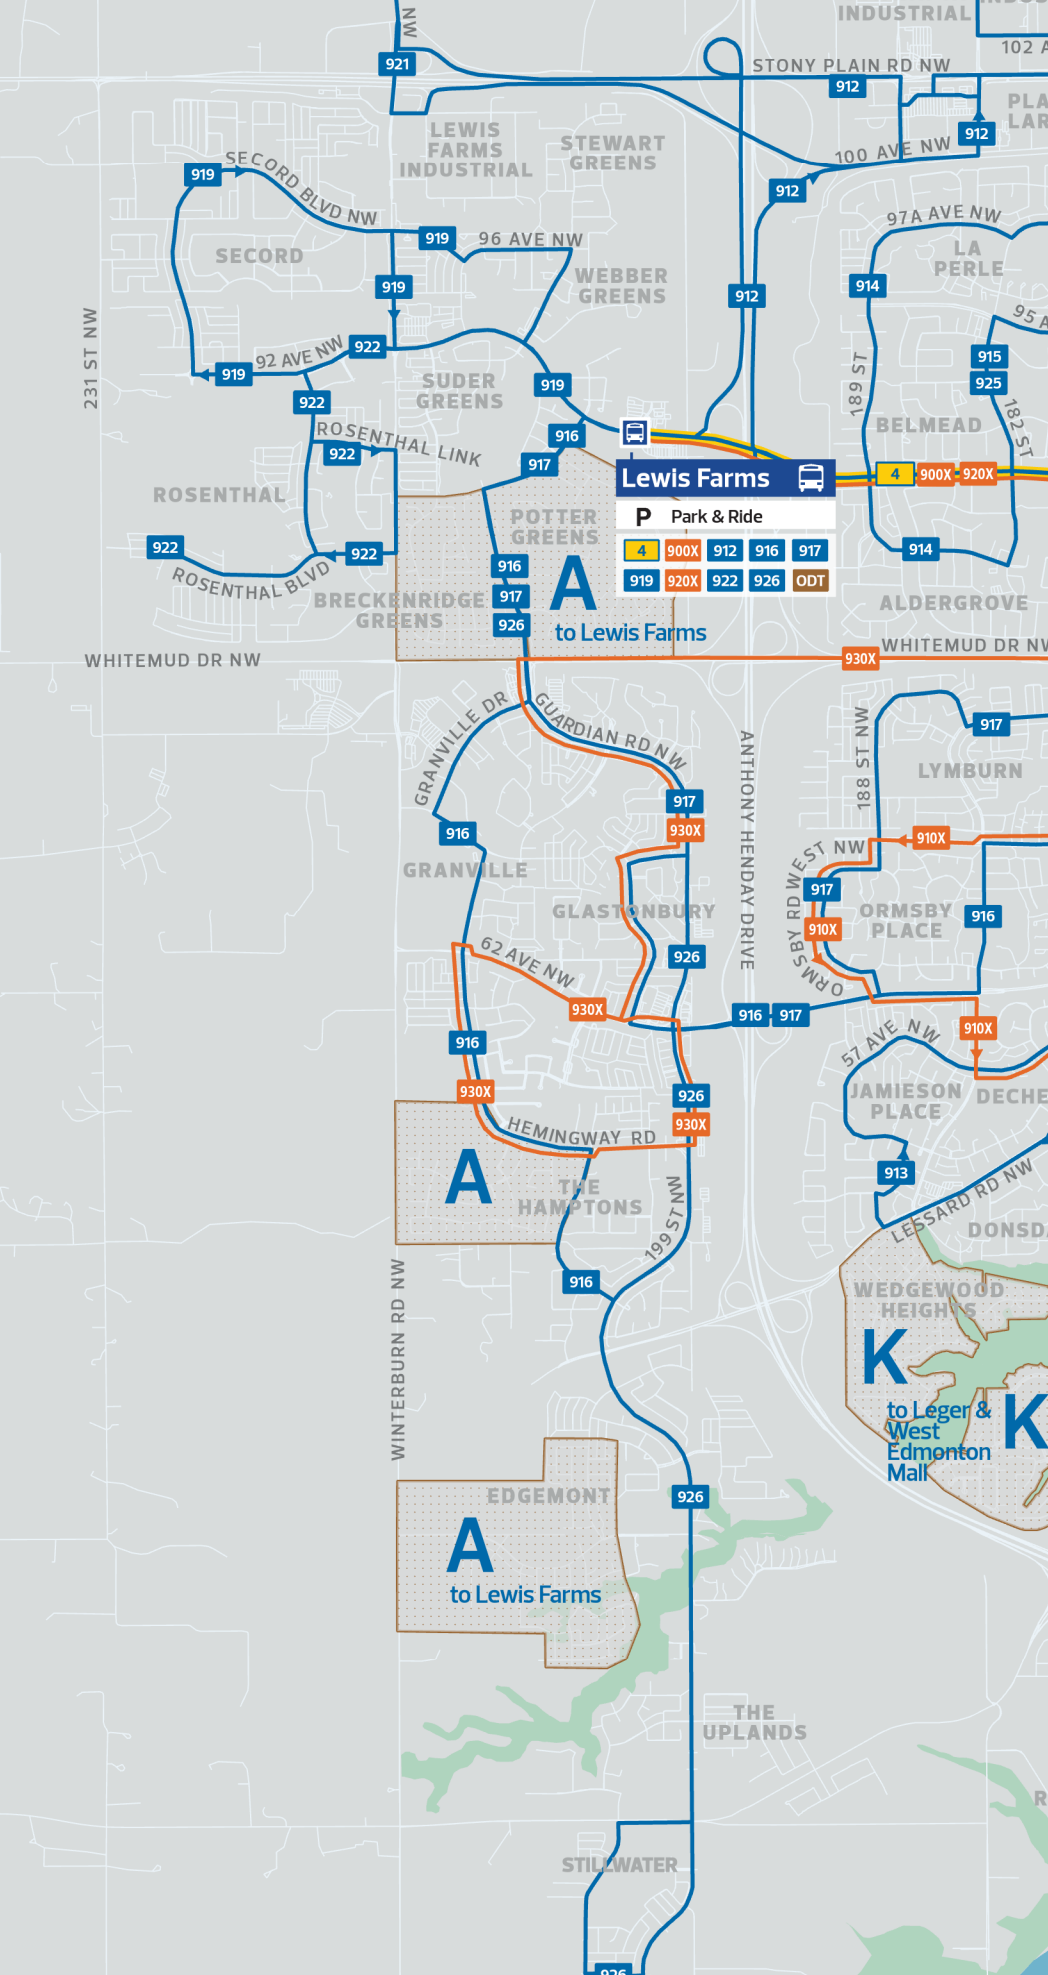 INDUSTRIAL
NW
102 A
921
STONY PLAIN RD NW
912
PLA
LAR
LEWIS
FARMS
INDUSTRIAL
STEWART
GREENS
912
100 AVE NW
SECORD BLVD NW
919
912
97A AVE NW
919
96 AVE NW
SECORD
LA
PERLE
WEBBER
GREENS
919
914
912
231 ST NW
95 A
92 AVE NW
922
919
915
925
189 ST
SUDER
GREENS
919
922
182 ST
BELMEAD
ROSENTHAL LINK
916
922
917
Lewis Farms
4
900X
920X
ROSENTHAL
P Park & Ride
POTTER
GREENS
922
922
4 900X 912 916 917
919 920X 922 926 ODT
914
916
917
926
A
to Lewis Farms
ROSENTHAL BLVD
BRECKENRIDGE
GREENS
ALDERGROVE
WHITEMUD DR NW
WHITEMUD DR NW
930X
GRANVILLE DR
GUARDIAN RD NW
188 ST NW
917
ANTHONY HENDAY DRIVE
LYMBURN
917
930X
916
910X
GRANVILLE
ORMSBY RD WEST NW
917
GLASTONBURY
ORMSBY
PLACE
916
910X
62 AVE NW
926
930X
916 917
910X
916
57 AVE NW
930X
926
JAMIESON
PLACE
DECHE
930X
HEMINGWAY RD
A
913
THE
HAMPTONS
199 ST NW
LESSARD RD NW
DONSDA
916
WINTERBURN RD NW
WEDGEWOOD
HEIGHTS
K
to Leger &
West
Edmonton
Mall
K
EDGEMONT
926
A
to Lewis Farms
THE
UPLANDS
R
STILLWATER
926